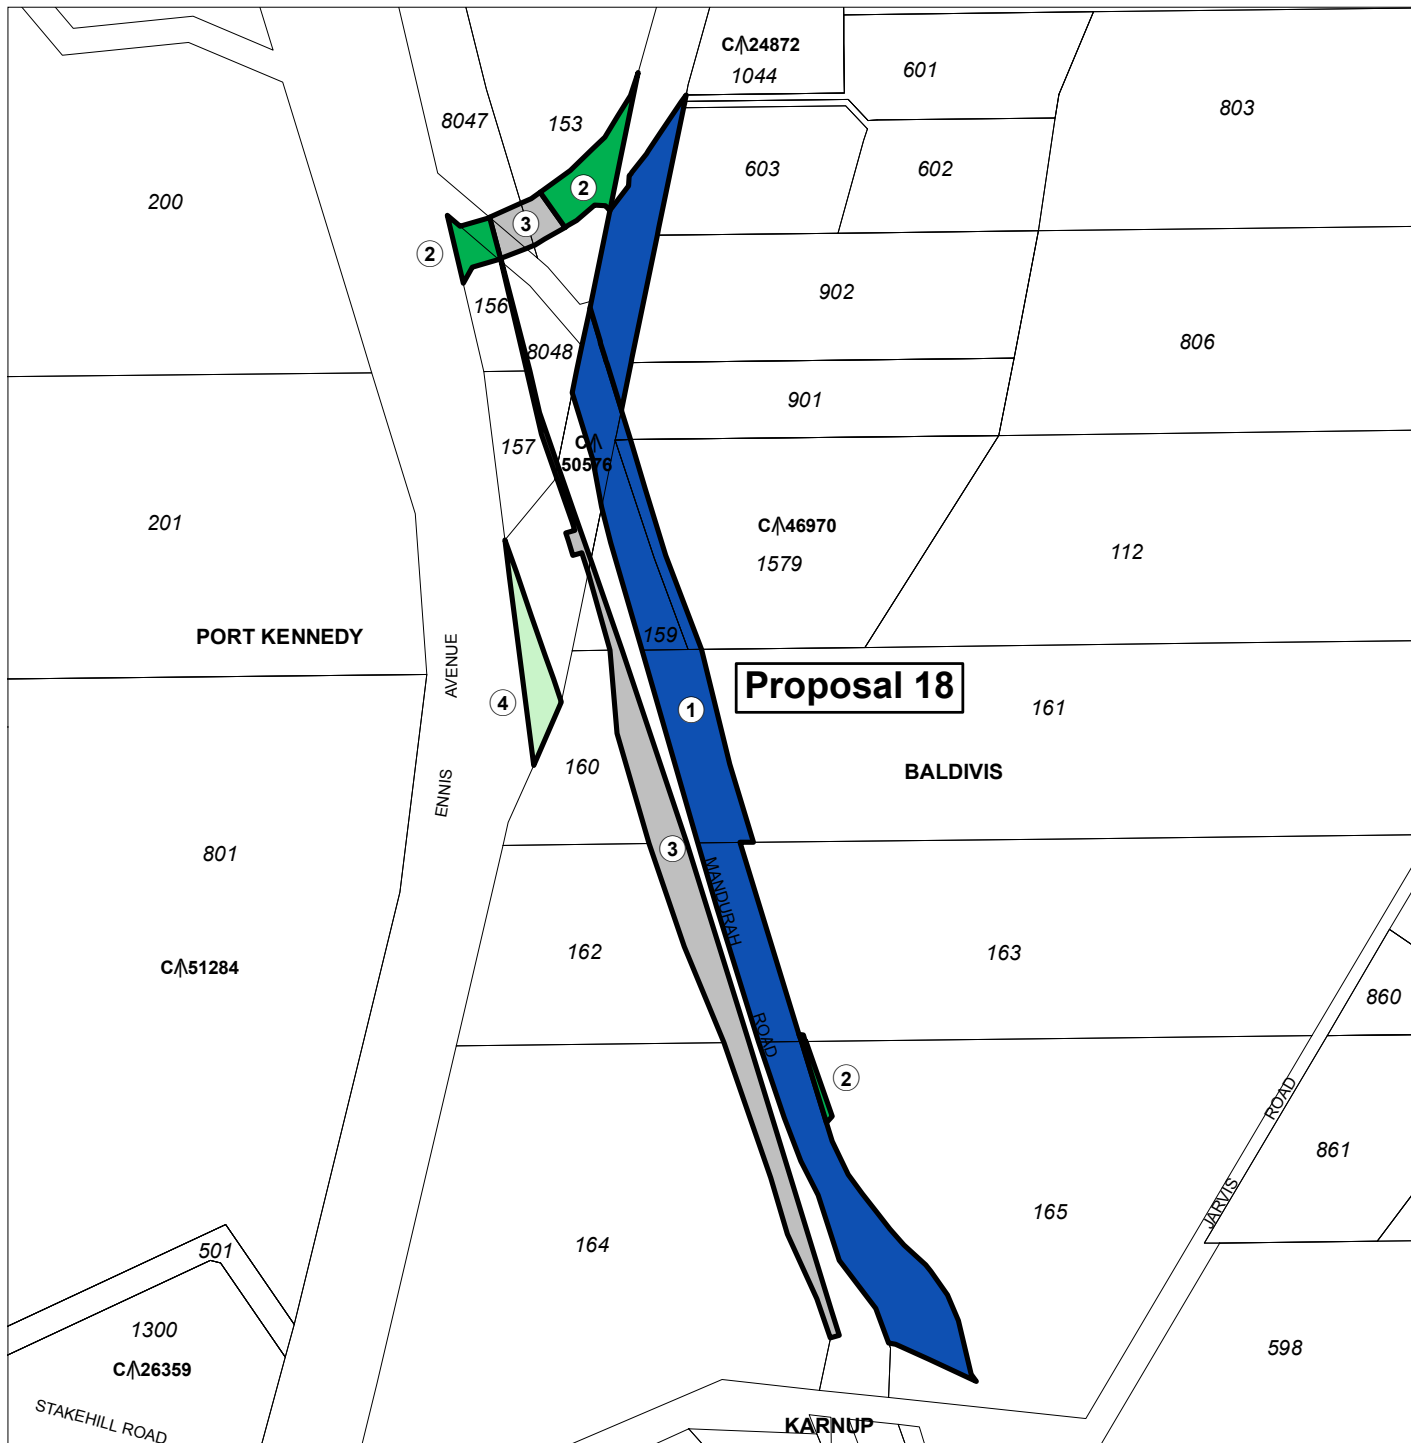 C/|\24872
1044
601
803
8047
153
603
602
200
2
3
2
902
156
8048
806
901
157
C/|\
50576
C/|\46970
1579
201
112
PORT KENNEDY
159
AVENUE
Proposal 18
4
1
161
160
BALDIVIS
ENNIS
801
3
MANDURAH
162
163
C/|\51284
860
ROAD
2
ROAD
861
JARVIS
165
164
501
1300
598
C/|\26359
STAKEHILL ROAD
KARNUP